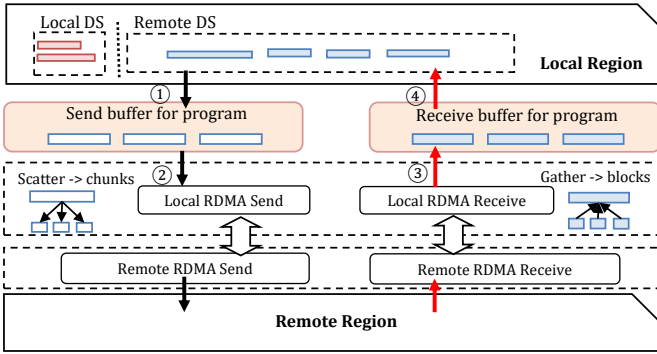 Local DS
Remote DS
Local Region
①
④
Send buffer for program
Receive buffer for program
②
③
Scatter -> chunks
Gather -> blocks
Local RDMA Send
Local RDMA Receive
Remote RDMA Send
Remote RDMA Receive
Remote Region